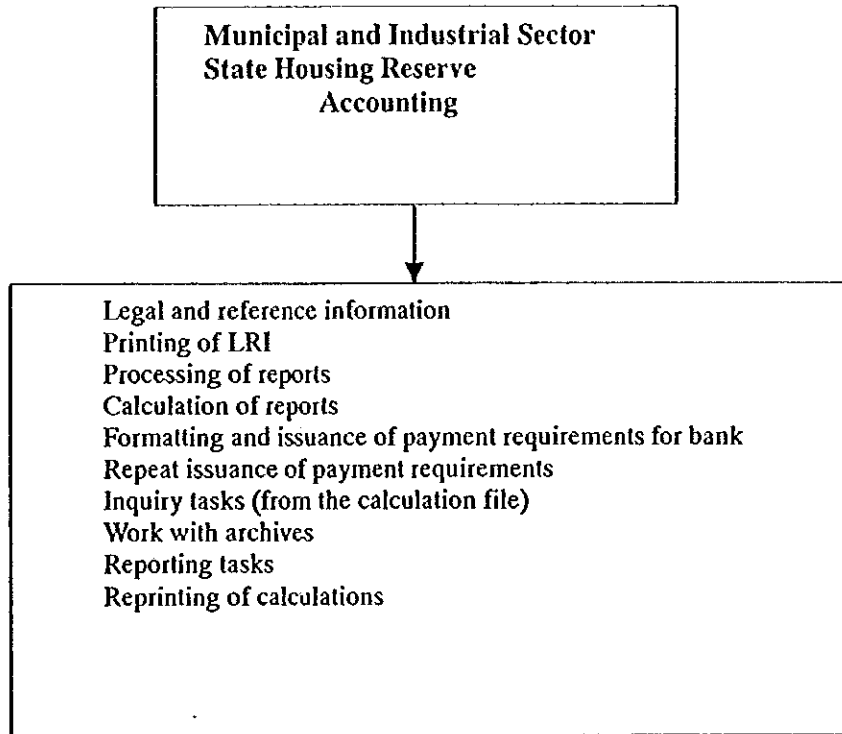 Municipal and Industrial Sector
State Housing Reserve
Accounting
Legal and reference information
Printing of LRI
Processing of reports
Calculation of reports
Formatting and issuance of payment requirements for bank
Repeat issuance of payment requirements
Inquiry tasks (from the calculation file)
Work with archives
Reporting tasks
Reprinting of calculations